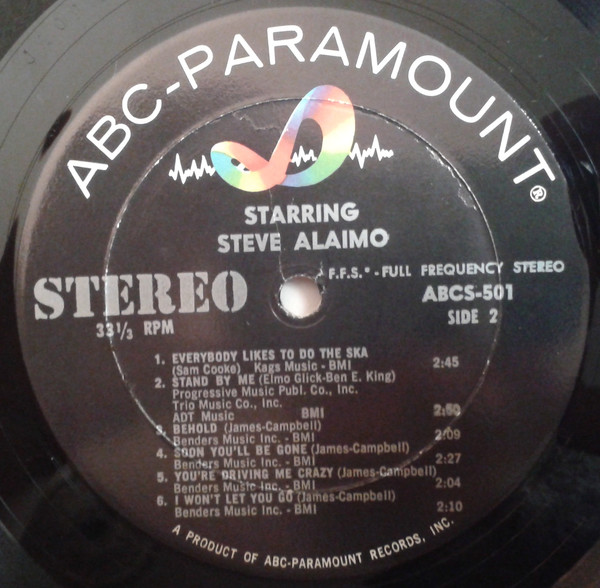 ABC-PARAMOUNT®
STARRING
STEVE ALAIMO
STEREO
33 1/3 RPM
F.F.S.* - FULL FREQUENCY STEREO
ABCS-501
SIDE 2
1. EVERYBODY LIKES TO DO THE SKA
(Sam Cooke) Kags Music - BMI 2:45
2. STAND BY ME (Elmo Glick-Ben E. King)
Progressive Music Publ. Co., Inc.
Trio Music Co., Inc.
ADT Music BMI
3. BEHOLD (James-Campbell)
Benders Music Inc. - BMI 2:09
4. SOON YOU'LL BE GONE (James-Campbell)
Benders Music Inc. - BMI 2:27
5. YOU'RE DRIVING ME CRAZY (James-Campbell)
Benders Music Inc. - BMI 2:04
6. I WON'T LET YOU GO (James-Campbell)
Benders Music Inc. - BMI 2:10
A PRODUCT OF ABC-PARAMOUNT RECORDS, INC.